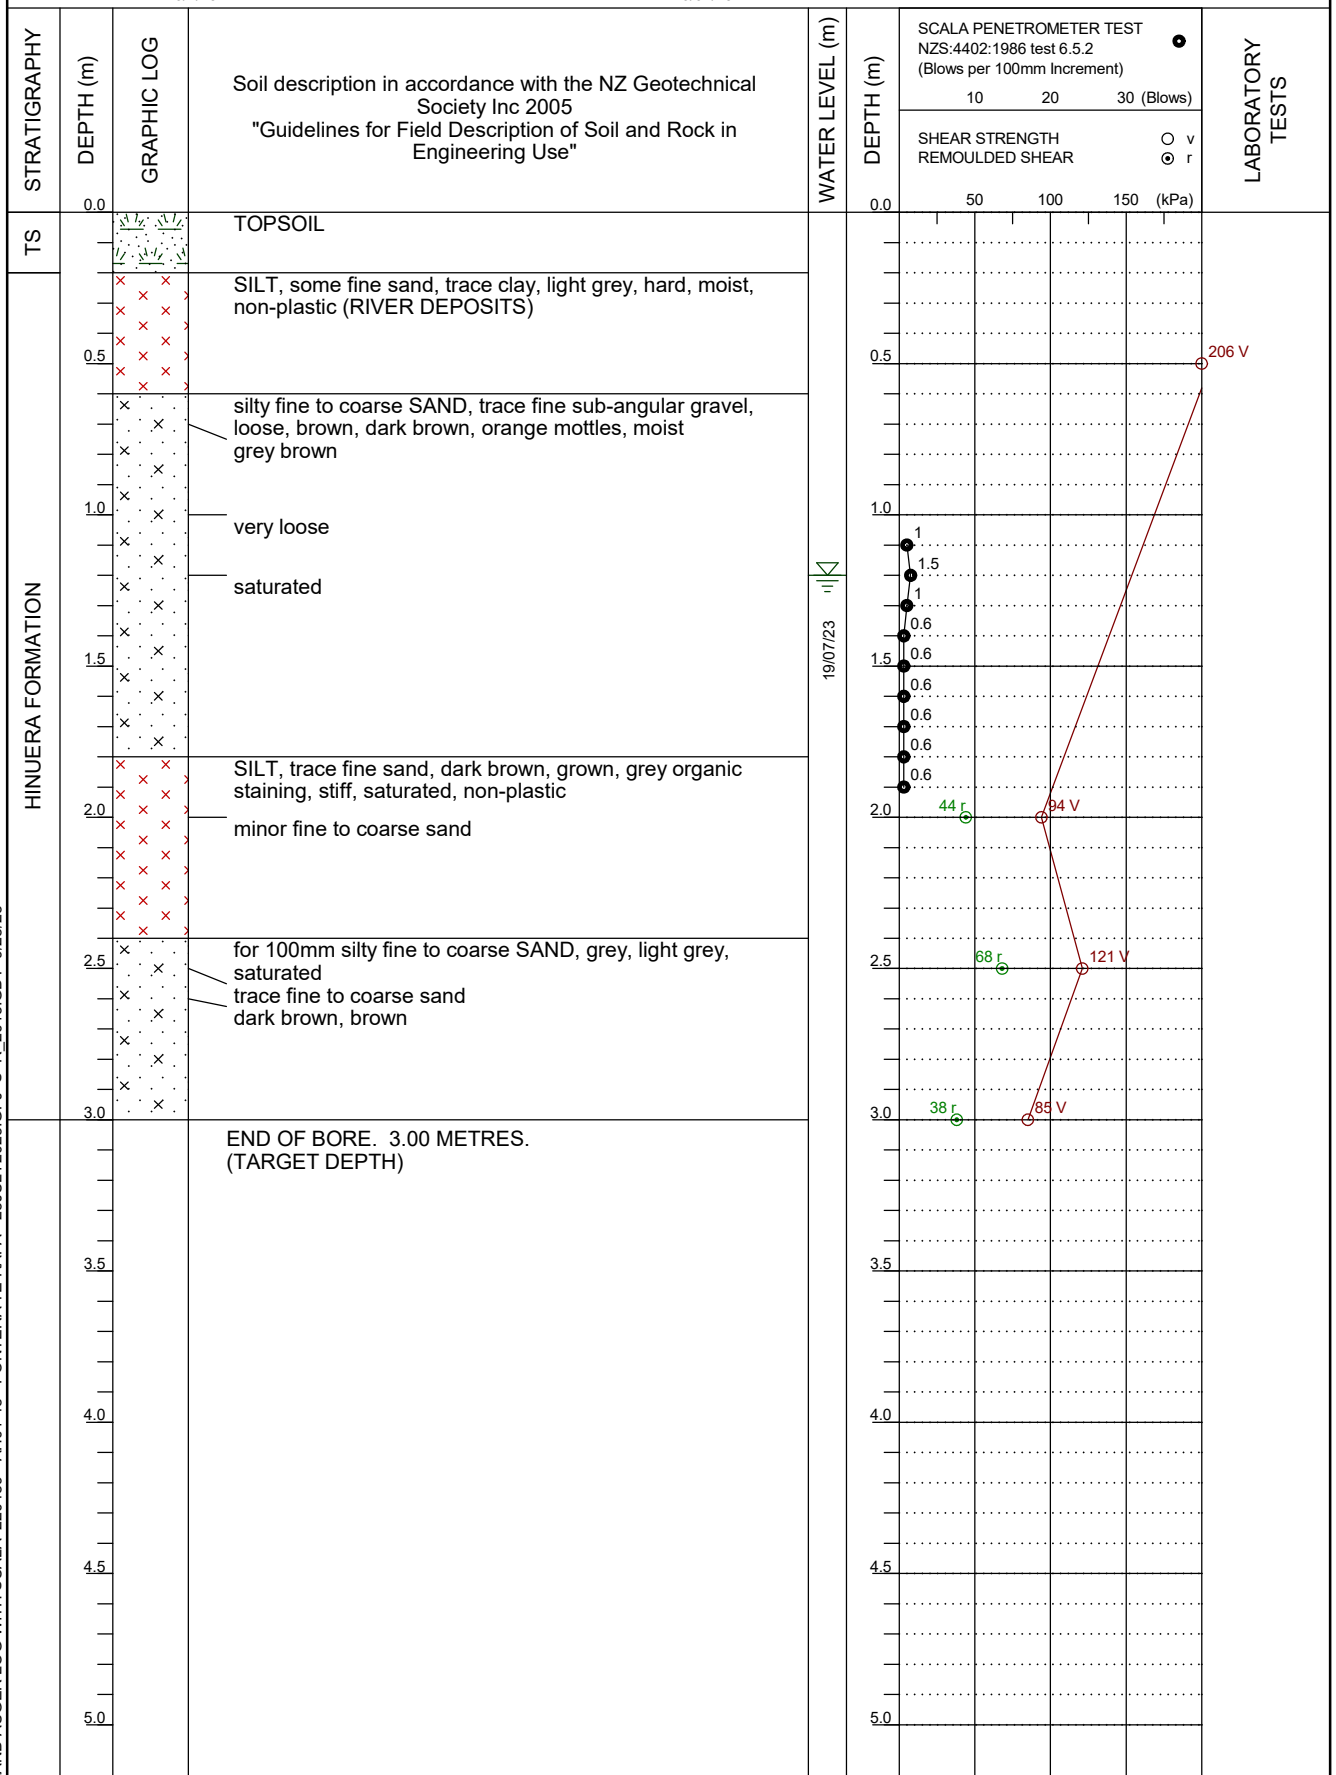 STRATIGRAPHY
DEPTH (m)
GRAPHIC LOG
Soil description in accordance with the NZ Geotechnical
Society Inc 2005
"Guidelines for Field Description of Soil and Rock in
Engineering Use"
WATER LEVEL (m)
DEPTH (m)
SCALA PENETROMETER TEST
NZS:4402:1986 test 6.5.2
(Blows per 100mm Increment)
10 20 30 (Blows)
SHEAR STRENGTH v
REMOULDED SHEAR r
50 100 150 (kPa)
LABORATORY
TESTS
0.0 0.0
TS
TOPSOIL
SILT, some fine sand, trace clay, light grey, hard, moist,
non-plastic (RIVER DEPOSITS)
0.5 0.5 206 V
silty fine to coarse SAND, trace fine sub-angular gravel,
loose, brown, dark brown, orange mottles, moist
grey brown
1.0 1.0
very loose
1
1.5
saturated
1
HINUERA FORMATION
19/07/23
0.6
1.5 1.5 0.6
0.6
0.6
0.6
SILT, trace fine sand, dark brown, grown, grey organic
staining, stiff, saturated, non-plastic
0.6
2.0 2.0 44 r 94 V
minor fine to coarse sand
for 100mm silty fine to coarse SAND, grey, light grey,
saturated
2.5 2.5 68 r 121 V
trace fine to coarse sand
dark brown, brown
3.0 3.0 38 r 85 V
END OF BORE. 3.00 METRES.
(TARGET DEPTH)
3.5 3.5
4.0 4.0
4.5 4.5
5.0 5.0